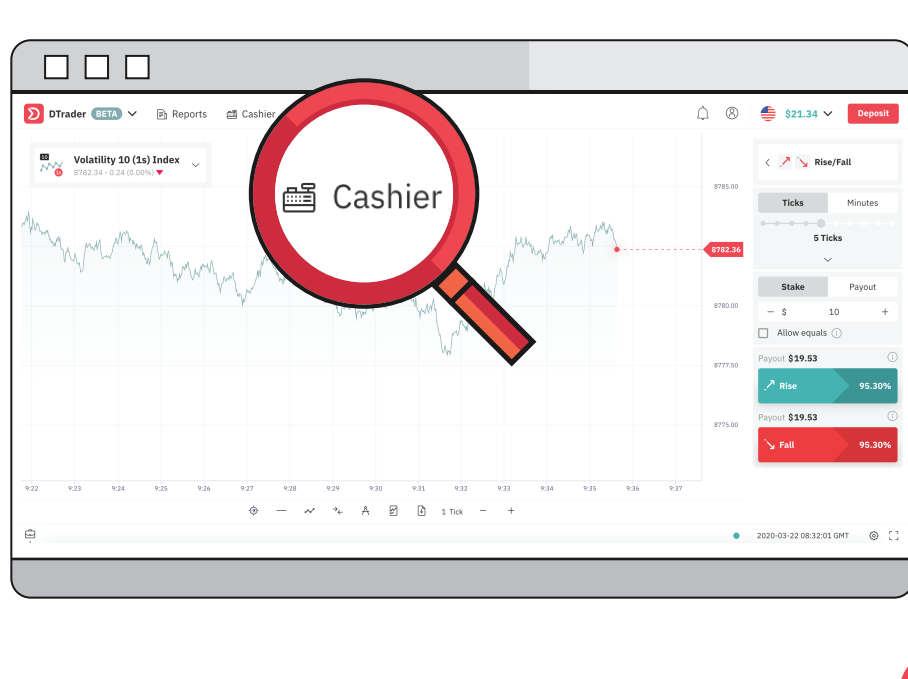 DTrader BETA Reports Cashier $21.34 Deposit
Cashier
10 Volatility 10 (1s) Index
1s 8782.34 - 0.24 (0.00%)
8785.00
8782.36
8780.00
8777.50
8775.00
9:22 9:23 9:24 9:25 9:26 9:27 9:28 9:29 9:30 9:31 9:32 9:33 9:34 9:35 9:36 9:37
1 Tick
Rise/Fall
Ticks Minutes
5 Ticks
Stake Payout
− $ 10 +
Allow equals
Payout $19.53
Rise 95.30%
Payout $19.53
Fall 95.30%
2020-03-22 08:32:01 GMT